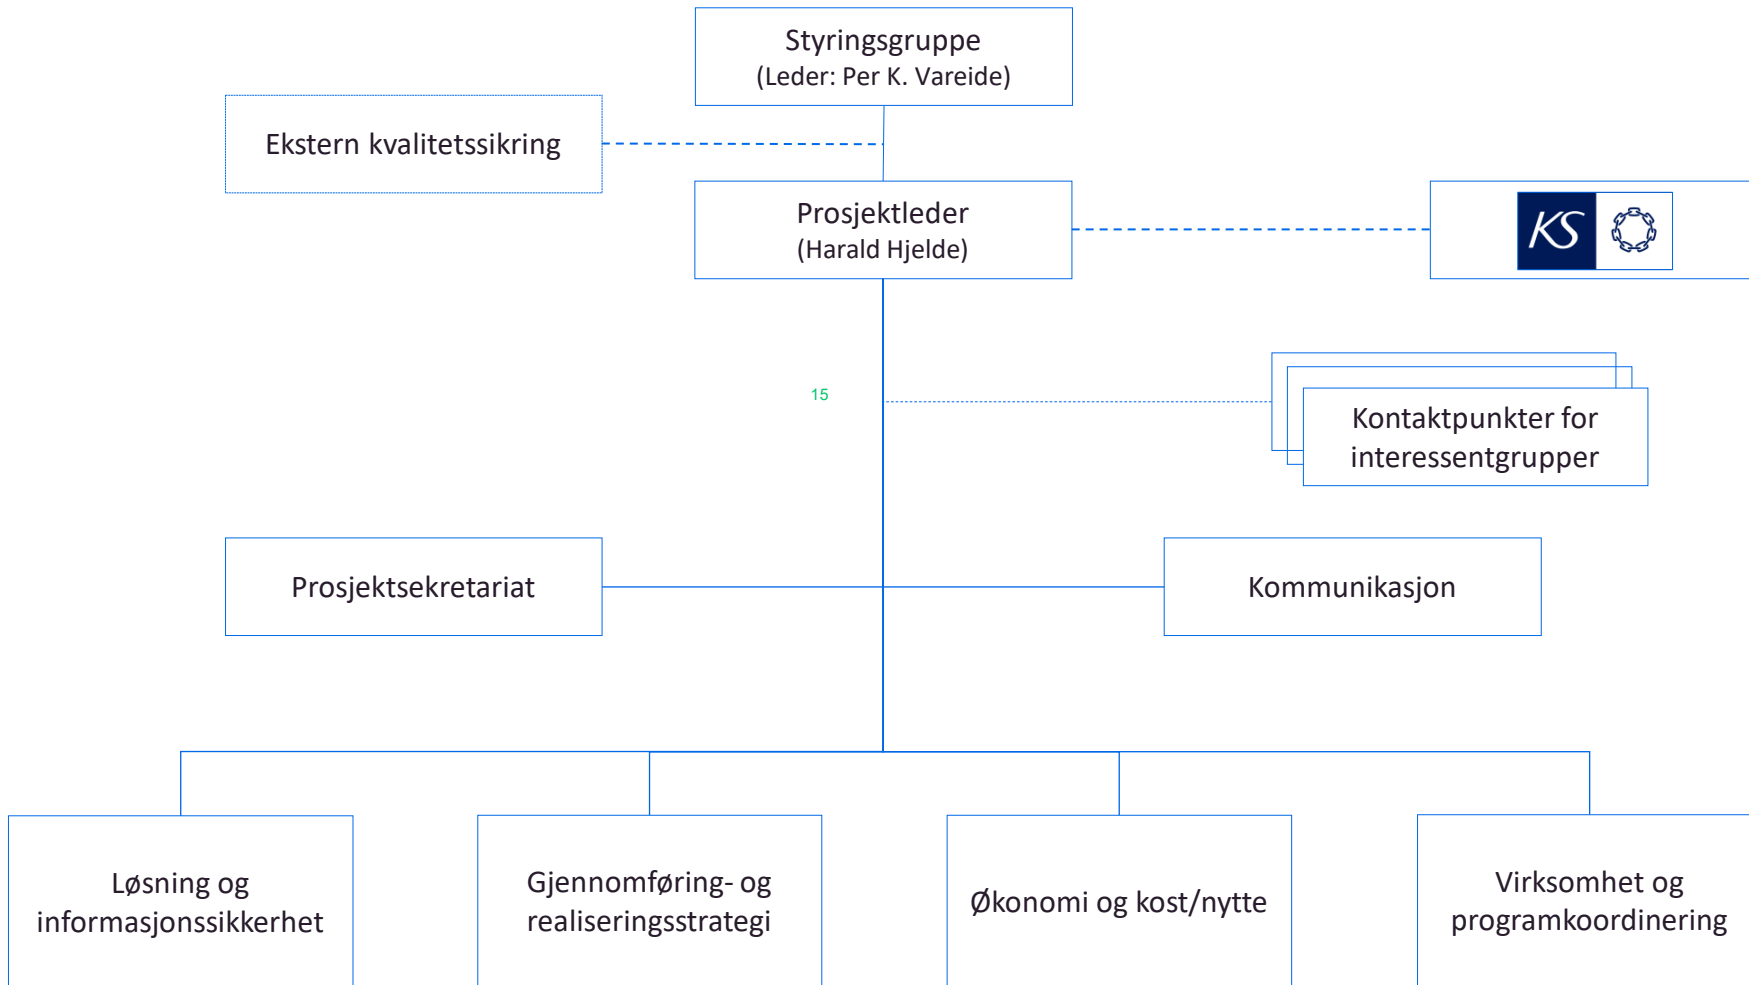 Styringsgruppe
(Leder: Per K. Vareide)
Ekstern kvalitetssikring
Prosjektleder
(Harald Hjelde)
KS
15
Kontaktpunkter for
interessentgrupper
Prosjektsekretariat
Kommunikasjon
Løsning og
informasjonssikkerhet
Gjennomføring- og
realiseringsstrategi
Økonomi og kost/nytte
Virksomhet og
programkoordinering